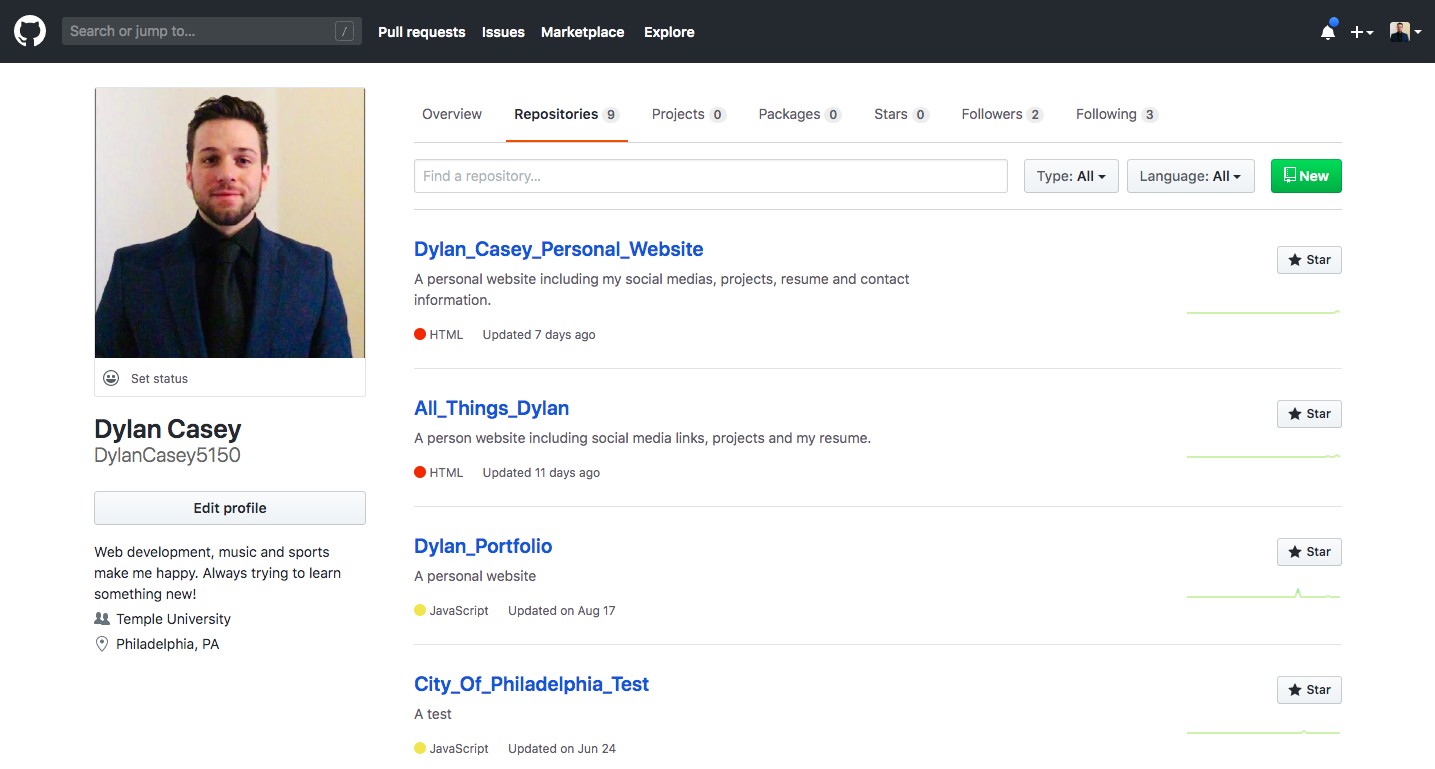 Search or jump to... /
Pull requests Issues Marketplace Explore
Overview Repositories 9 Projects 0 Packages 0 Stars 0 Followers 2 Following 3
Find a repository... Type: All Language: All New
Set status
Dylan Casey
DylanCasey5150
Edit profile
Web development, music and sports
make me happy. Always trying to learn
something new!
Temple University
Philadelphia, PA
Dylan_Casey_Personal_Website
Star
A personal website including my social medias, projects, resume and contact
information.
HTML Updated 7 days ago
All_Things_Dylan
Star
A person website including social media links, projects and my resume.
HTML Updated 11 days ago
Dylan_Portfolio
Star
A personal website
JavaScript Updated on Aug 17
City_Of_Philadelphia_Test
Star
A test
JavaScript Updated on Jun 24